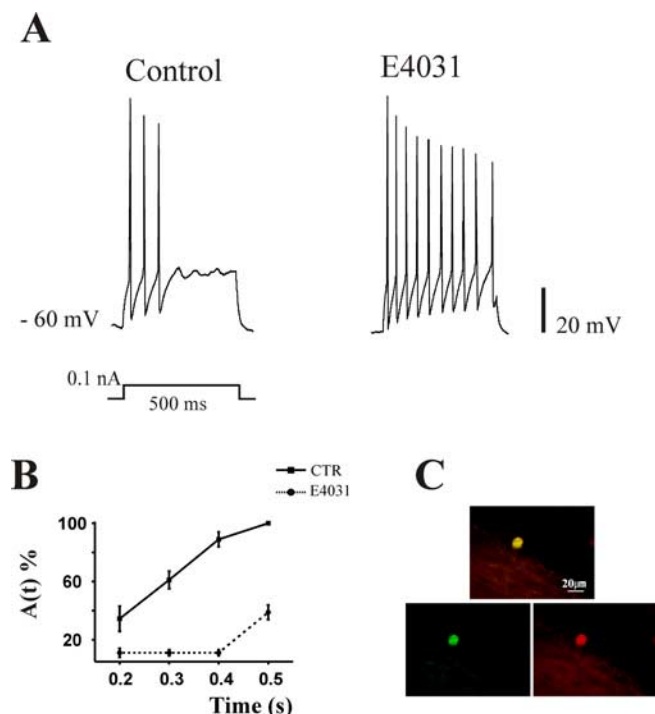 A
Control
E4031
- 60 mV
20 mV
0.1 nA
500 ms
B
CTR
E4031
C
100
60
20
A(t) %
0.2 0.3 0.4 0.5
Time (s)
20µm